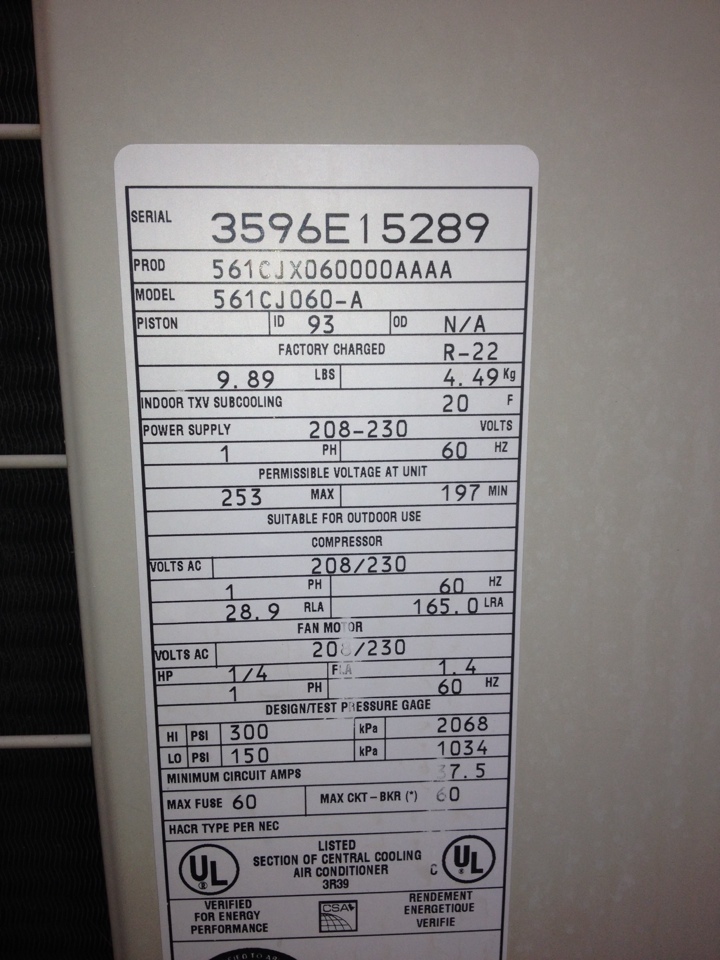 SERIAL 3596E15289
PROD 561CJX060000AAAA
MODEL 561CJ060-A
PISTON ID 93 OD N/A
FACTORY CHARGED R-22
9.89 LBS 4.49 Kg
INDOOR TXV SUBCOOLING 20 F
POWER SUPPLY 208-230 VOLTS
1 PH 60 HZ
PERMISSIBLE VOLTAGE AT UNIT
253 MAX 197 MIN
SUITABLE FOR OUTDOOR USE
COMPRESSOR
VOLTS AC 208/230
1 PH 60 HZ
28.9 RLA 165.0 LRA
FAN MOTOR
VOLTS AC 208/230
HP 1/4 FLA 1.4
1 PH 60 HZ
DESIGN/TEST PRESSURE GAGE
HI PSI 300 kPa 2068
LO PSI 150 kPa 1034
MINIMUM CIRCUIT AMPS 37.5
MAX FUSE 60 MAX CKT-BKR (*) 60
HACR TYPE PER NEC
UL ® LISTED C UL ®
SECTION OF CENTRAL COOLING
AIR CONDITIONER
3R39
VERIFIED CSA RENDEMENT
FOR ENERGY ENERGETIQUE
PERFORMANCE VERIFIE